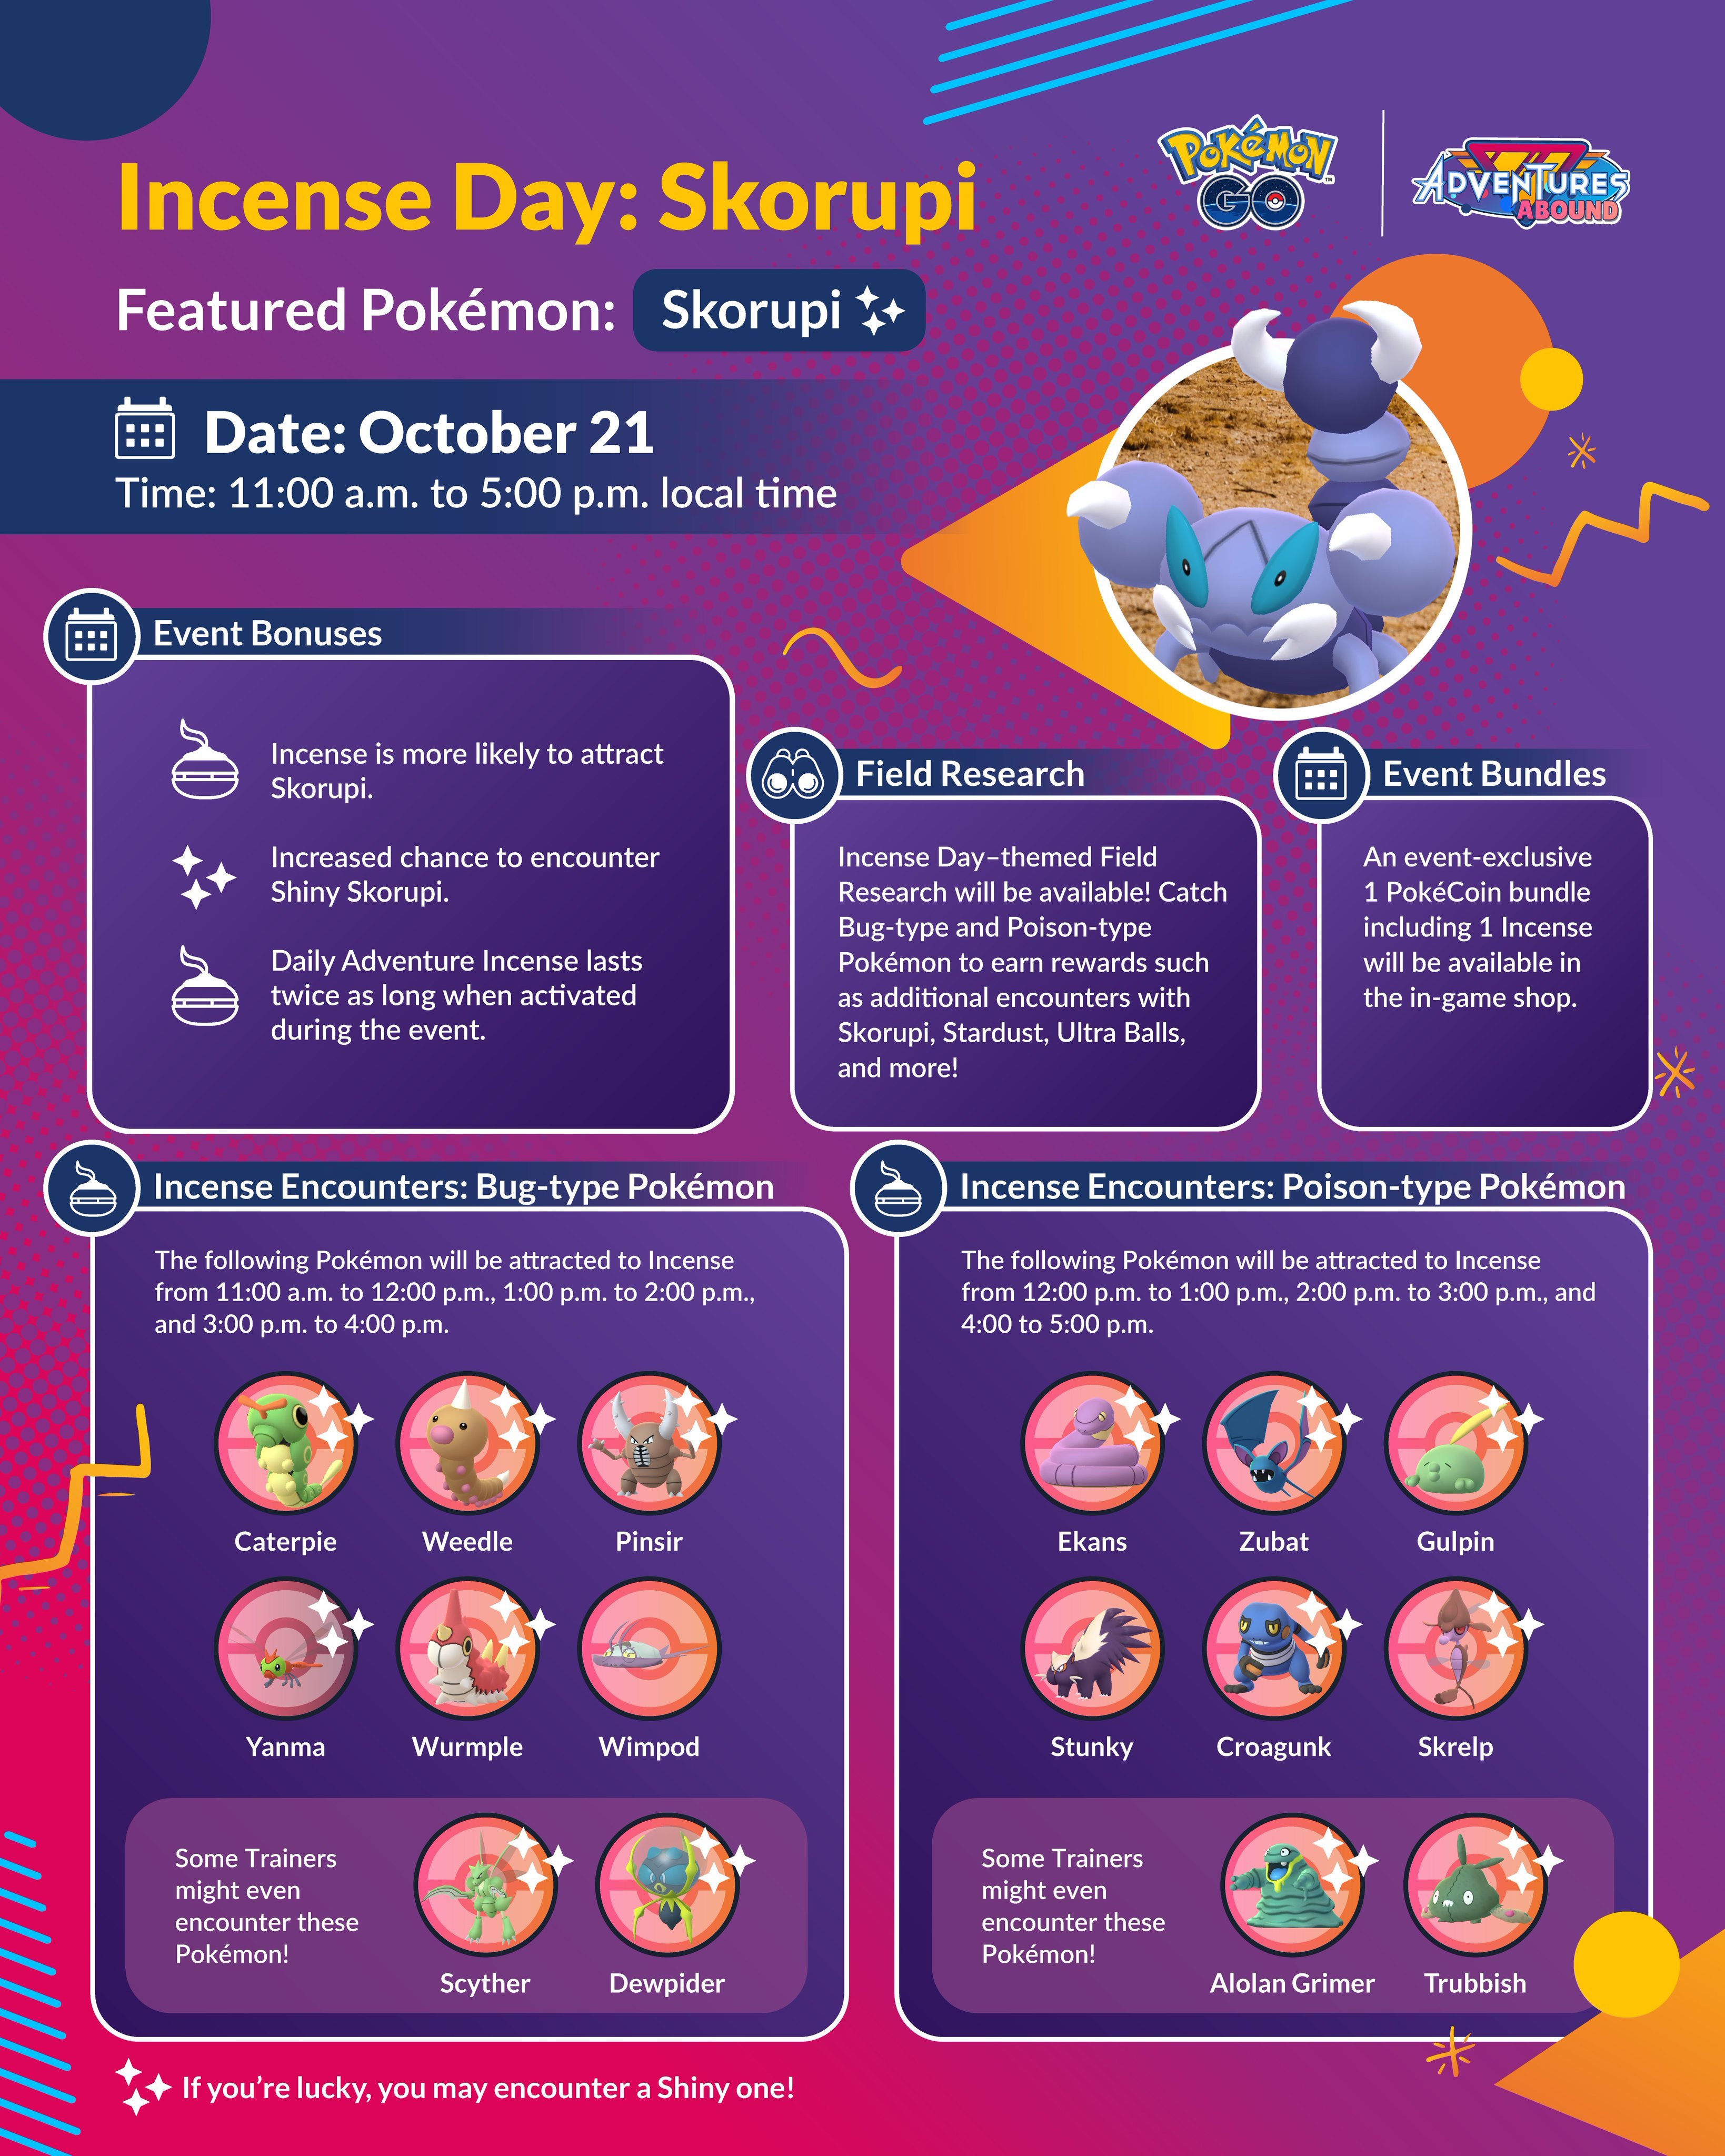 Incense Day: Skorupi
POKéMON
GO
ADVENTURES
ABOUND
Featured Pokémon: Skorupi
Date: October 21
Time: 11:00 a.m. to 5:00 p.m. local time
Event Bonuses
Incense is more likely to attract
Skorupi.
Increased chance to encounter
Shiny Skorupi.
Daily Adventure Incense lasts
twice as long when activated
during the event.
Field Research
Incense Day–themed Field
Research will be available! Catch
Bug-type and Poison-type
Pokémon to earn rewards such
as additional encounters with
Skorupi, Stardust, Ultra Balls,
and more!
Event Bundles
An event-exclusive
1 PokéCoin bundle
including 1 Incense
will be available in
the in-game shop.
Incense Encounters: Bug-type Pokémon
The following Pokémon will be attracted to Incense
from 11:00 a.m. to 12:00 p.m., 1:00 p.m. to 2:00 p.m.,
and 3:00 p.m. to 4:00 p.m.
Caterpie Weedle Pinsir
Yanma Wurmple Wimpod
Some Trainers
might even
encounter these
Pokémon!
Scyther Dewpider
Incense Encounters: Poison-type Pokémon
The following Pokémon will be attracted to Incense
from 12:00 p.m. to 1:00 p.m., 2:00 p.m. to 3:00 p.m., and
4:00 to 5:00 p.m.
Ekans Zubat Gulpin
Stunky Croagunk Skrelp
Some Trainers
might even
encounter these
Pokémon!
Alolan Grimer Trubbish
If you're lucky, you may encounter a Shiny one!